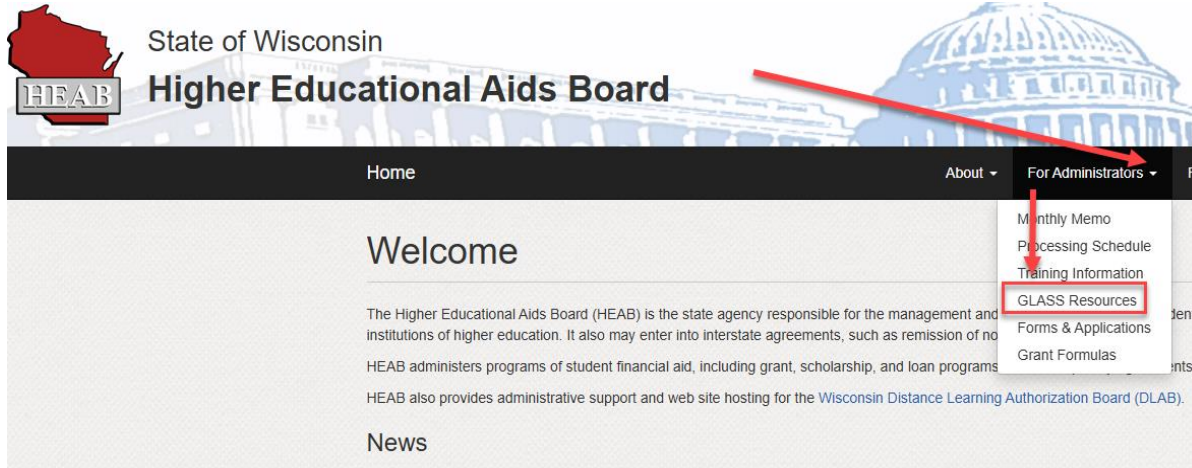 State of Wisconsin
HEAB
Higher Educational Aids Board
Home
About
For Administrators
Monthly Memo
Processing Schedule
Training Information
GLASS Resources
Forms & Applications
Grant Formulas
Welcome
The Higher Educational Aids Board (HEAB) is the state agency responsible for the management and
institutions of higher education. It also may enter into interstate agreements, such as remission of
HEAB administers programs of student financial aid, including grant, scholarship, and loan programs
HEAB also provides administrative support and web site hosting for the Wisconsin Distance Learning Authorization Board (DLAB).
News